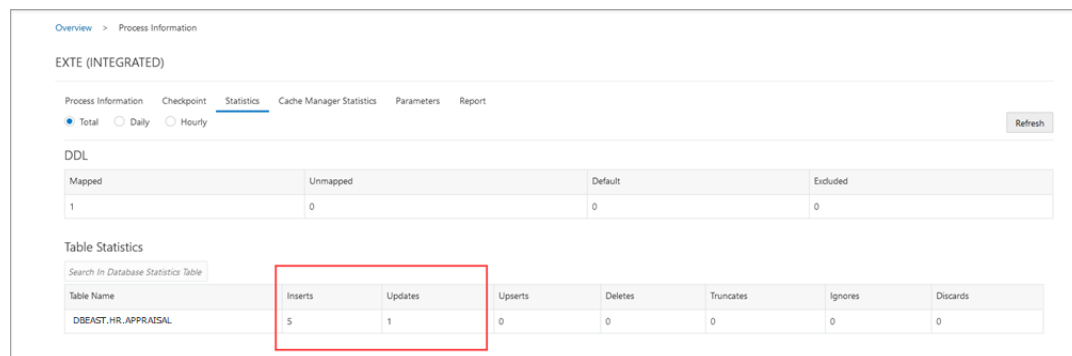 Overview > Process Information
EXTE (INTEGRATED)
Process Information Checkpoint Statistics Cache Manager Statistics Parameters Report
Total Daily Hourly
Refresh
DDL
Mapped Unmapped Default Excluded
1 0 0 0
Table Statistics
Search In Database Statistics Table
Table Name Inserts Updates Upserts Deletes Truncates Ignores Discards
DBEAST.HR.APPRAISAL 5 1 0 0 0 0 0